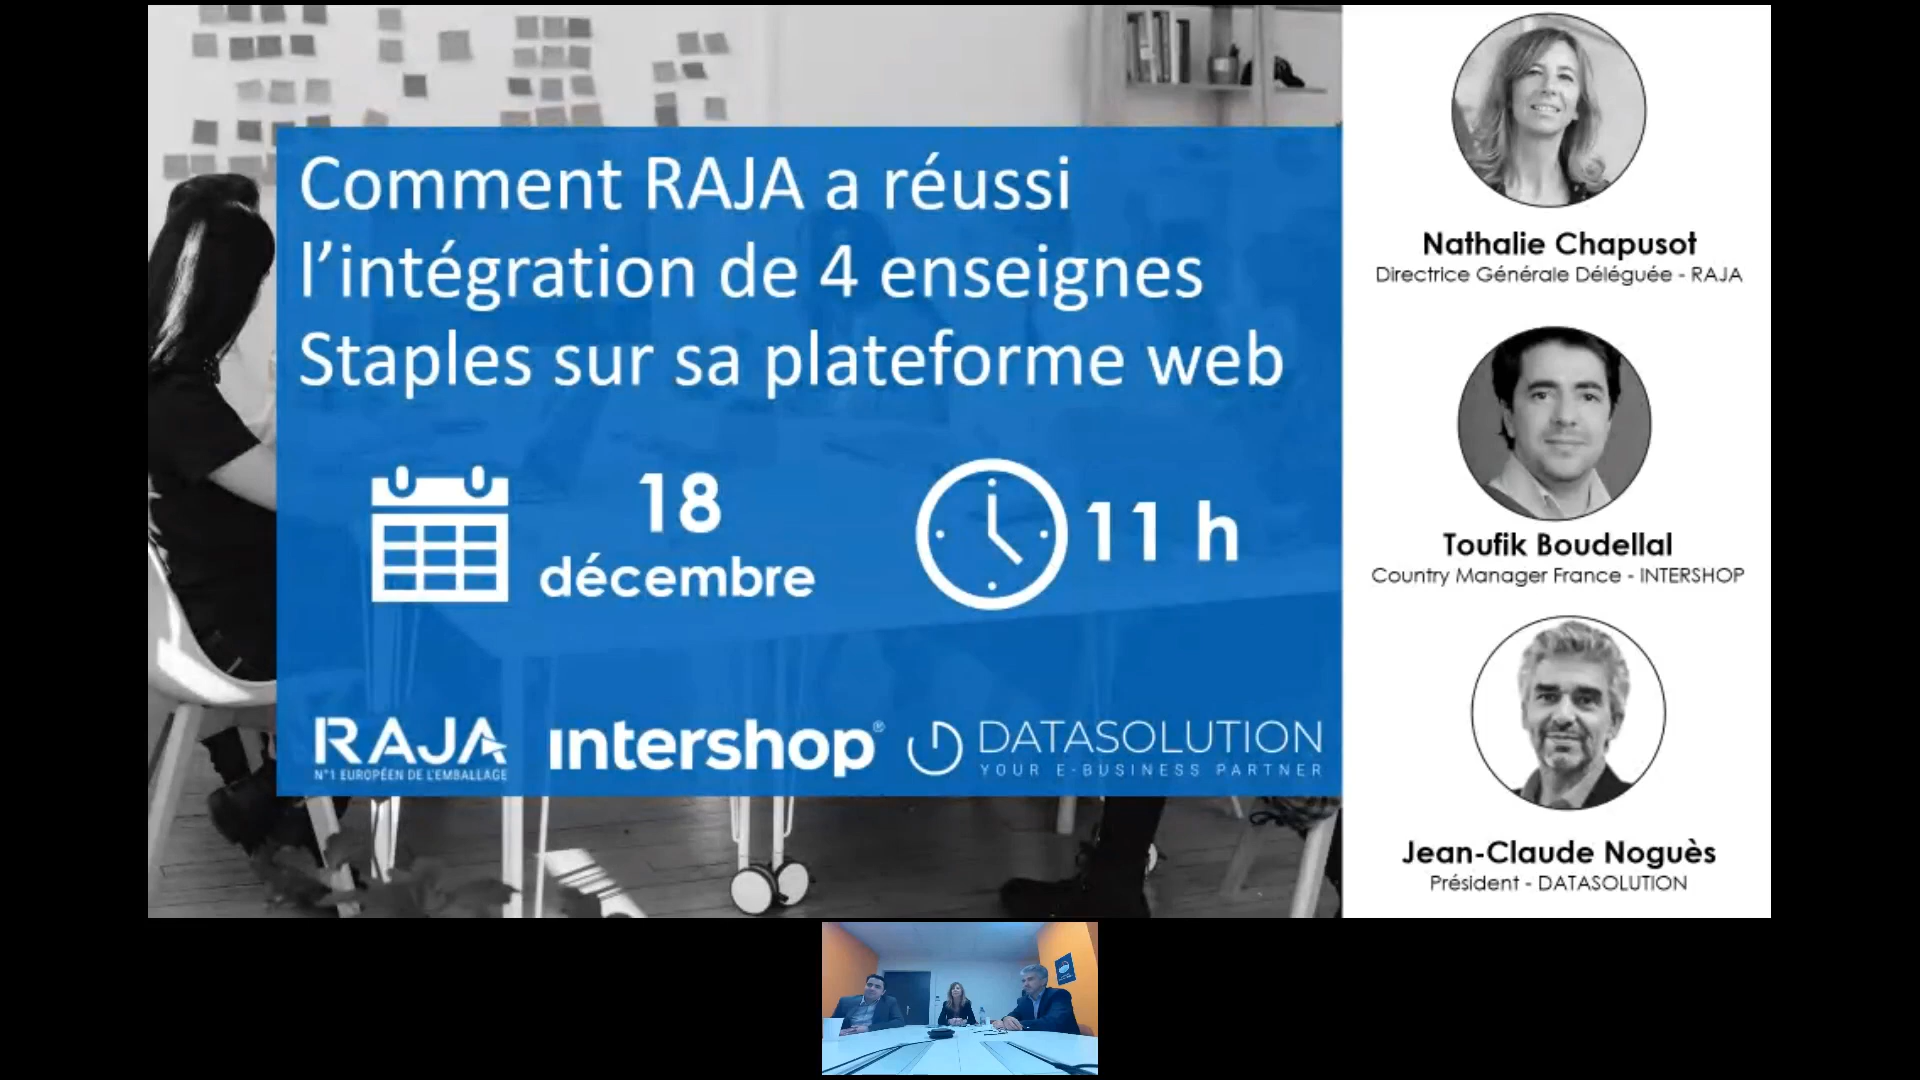 Comment RAJA a réussi
l’intégration de 4 enseignes
Staples sur sa plateforme web
18
décembre
11 h
RAJA
N°1 EUROPÉEN DE L'EMBALLAGE
intershop®
DATASOLUTION
YOUR E-BUSINESS PARTNER
Nathalie Chapusot
Directrice Générale Déléguée - RAJA
Toufik Boudellal
Country Manager France - INTERSHOP
Jean-Claude Noguès
Président - DATASOLUTION